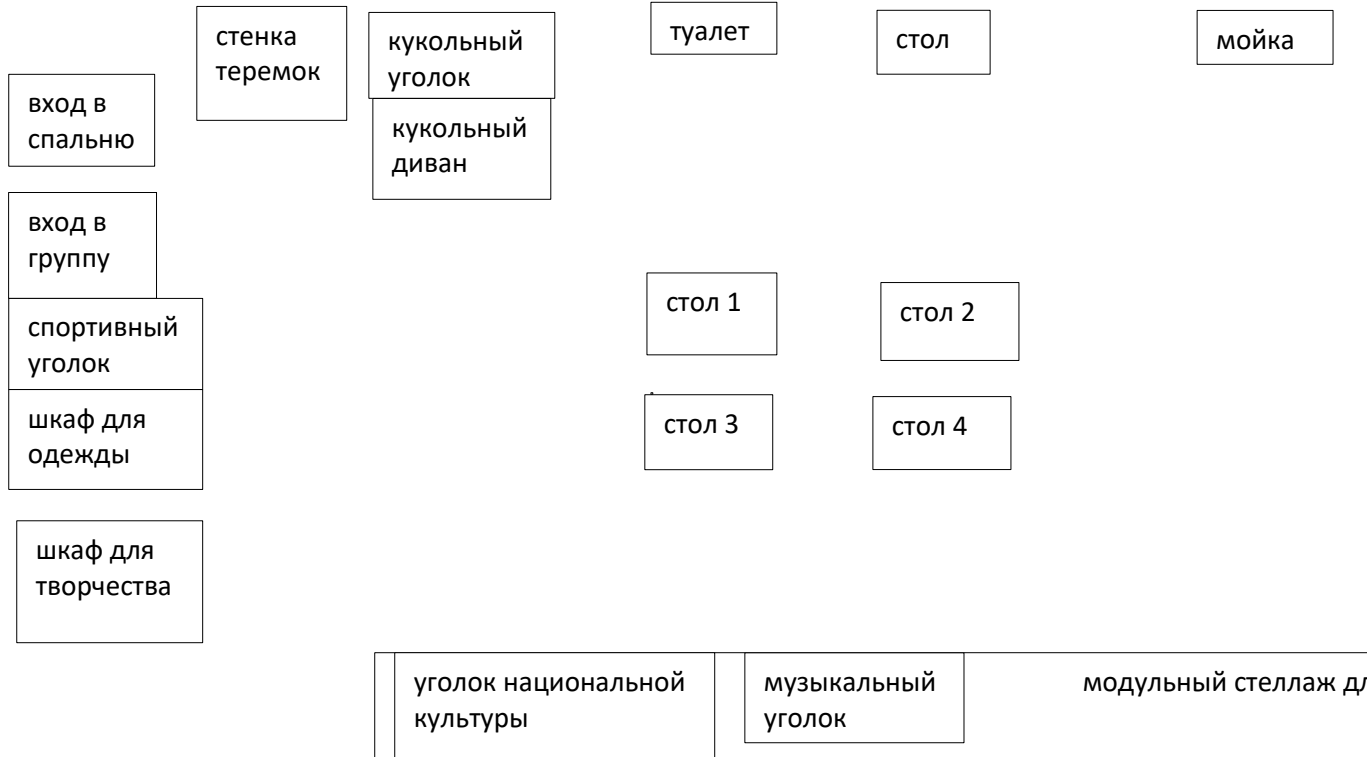 стенка
теремок
кукольный
уголок
туалет
стол
мойка
вход в
спальню
кукольный
диван
вход в
группу
стол 1
стол 2
спортивный
уголок
шкаф для
одежды
стол 3
стол 4
шкаф для
творчества
уголок национальной
культуры
музыкальный
уголок
модульный стеллаж